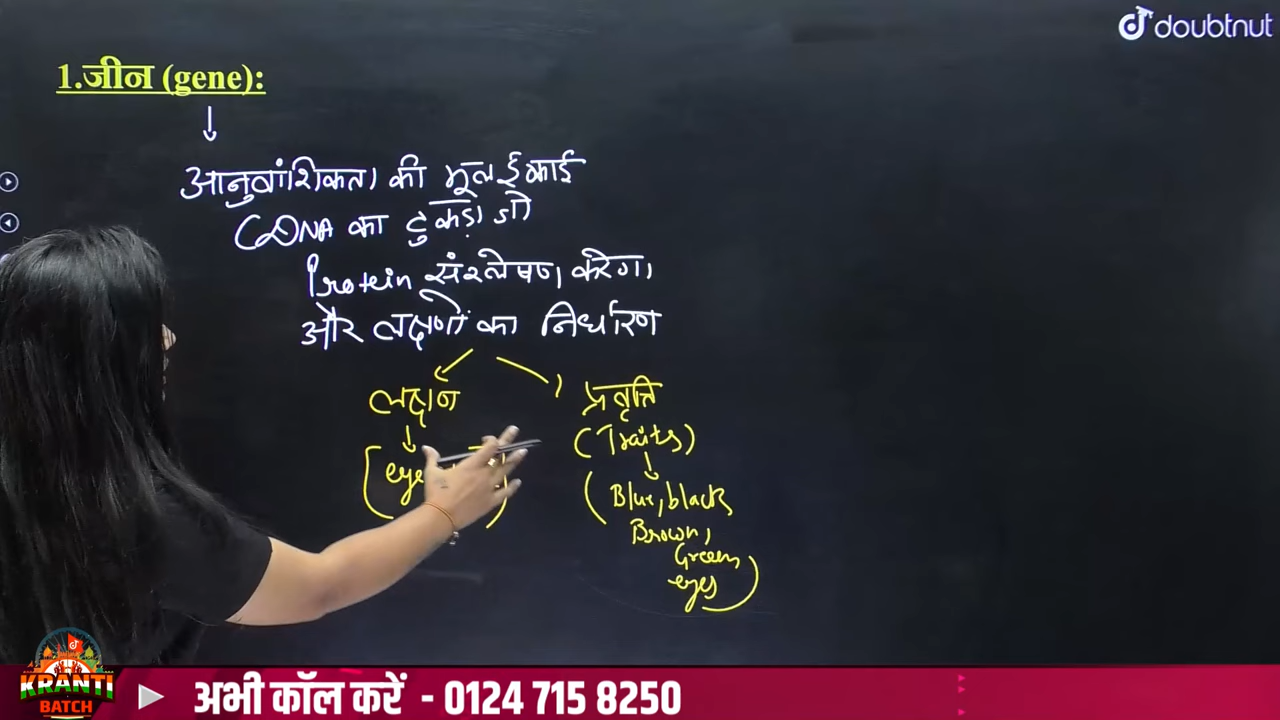 doubtnut
1.जीन (gene):
आनुवांशिकता की मूल ईकाई
DNA का टुकड़ा जो
Protein संश्लेषण करेगा
और लक्षणों का निर्धारण
लक्षण
प्रवृत्ति
(Traits)
(Blue, black
Brown,
Green,
eyes)
KRANTI
BATCH
अभी कॉल करें - 0124 715 8250